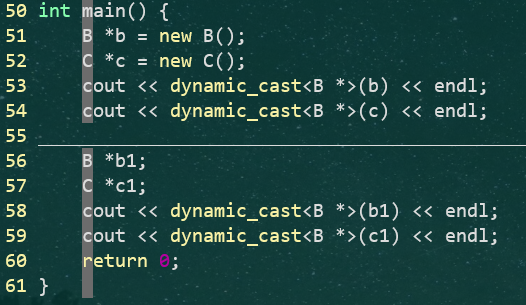 50 int main() {
51     B *b = new B();
52     C *c = new C();
53     cout << dynamic_cast<B *>(b) << endl;
54     cout << dynamic_cast<B *>(c) << endl;
55
56     B *b1;
57     C *c1;
58     cout << dynamic_cast<B *>(b1) << endl;
59     cout << dynamic_cast<B *>(c1) << endl;
60     return 0;
61 }